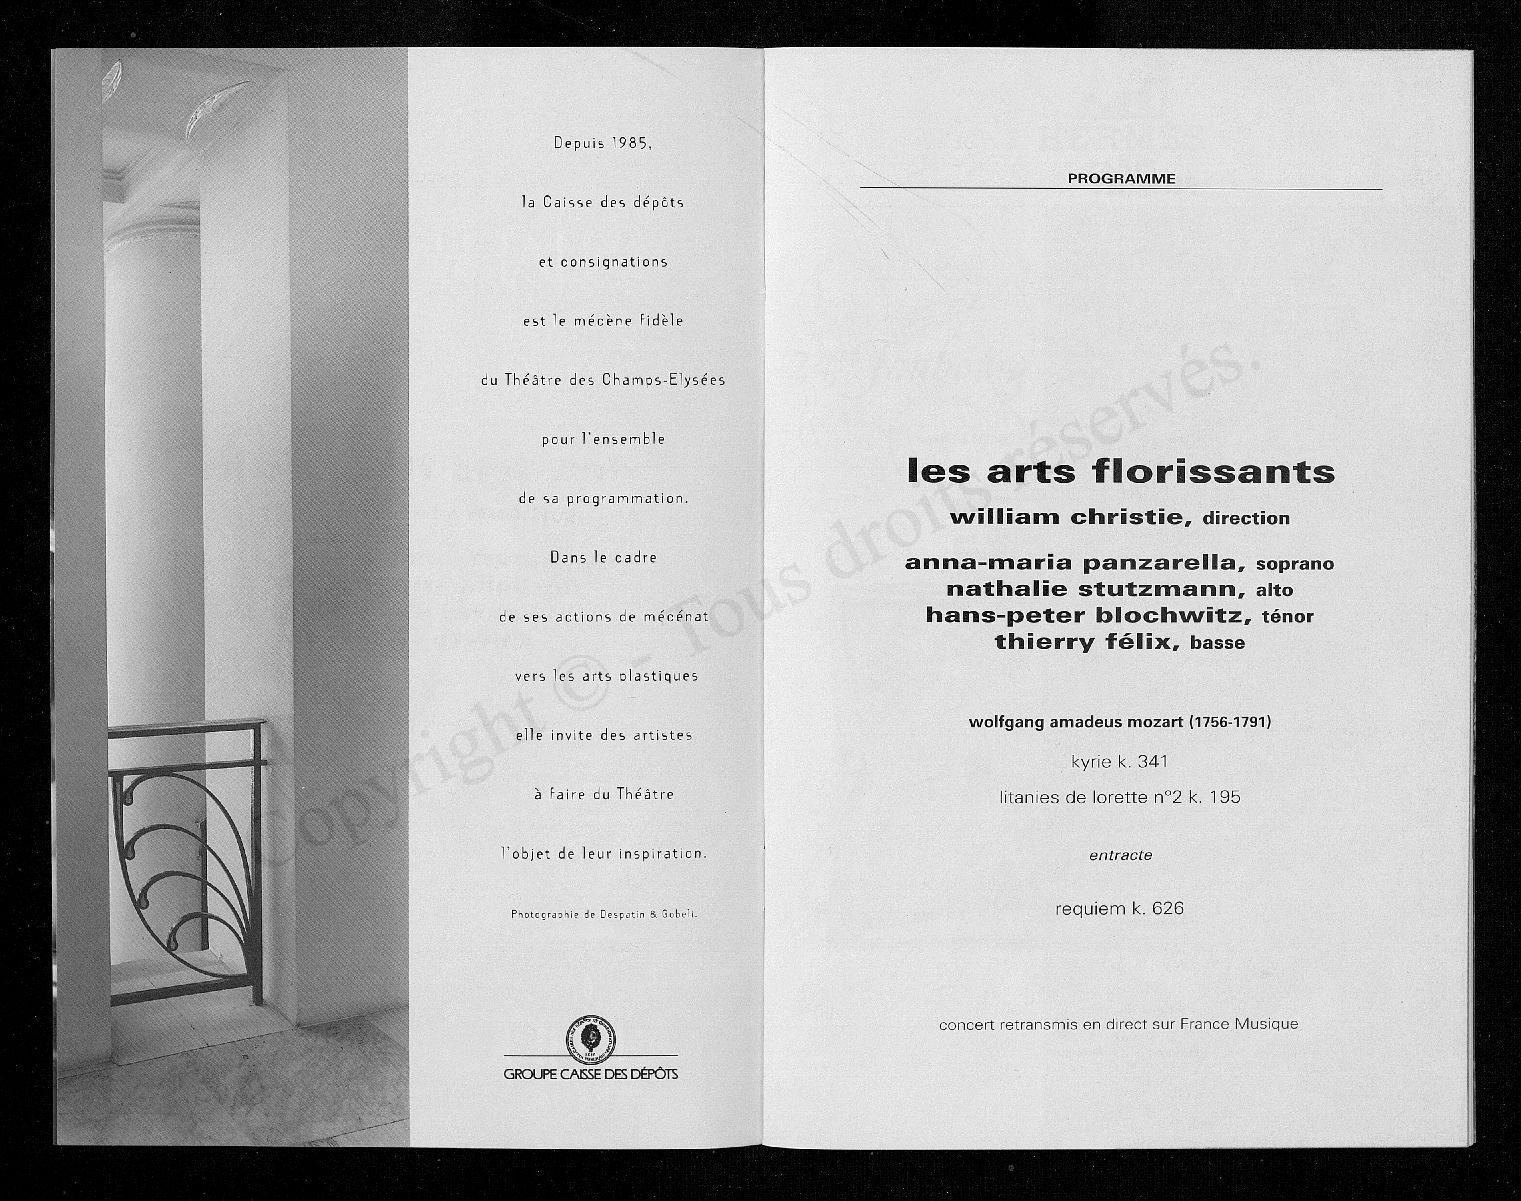 Depuis 1985,
la Caisse des dépôts
et consignations
est le mécène fidèle
du Théâtre des Champs-Elysées
pour l'ensemble
de sa programmation.
Dans le cadre
de ses actions de mécénat
vers les arts plastiques
elle invite des artistes
à faire du Théâtre
l'objet de leur inspiration.
Photographie de Despatin & Gobeli.
GROUPE CAISSE DES DÉPÔTS
PROGRAMME
les arts florissants
william christie, direction
anna-maria panzarella, soprano
nathalie stutzmann, alto
hans-peter blochwitz, ténor
thierry félix, basse
wolfgang amadeus mozart (1756-1791)
kyrie k. 341
litanies de lorette n°2 k. 195
entracte
requiem k. 626
concert retransmis en direct sur France Musique
Copyright © - Tous droits réservés.